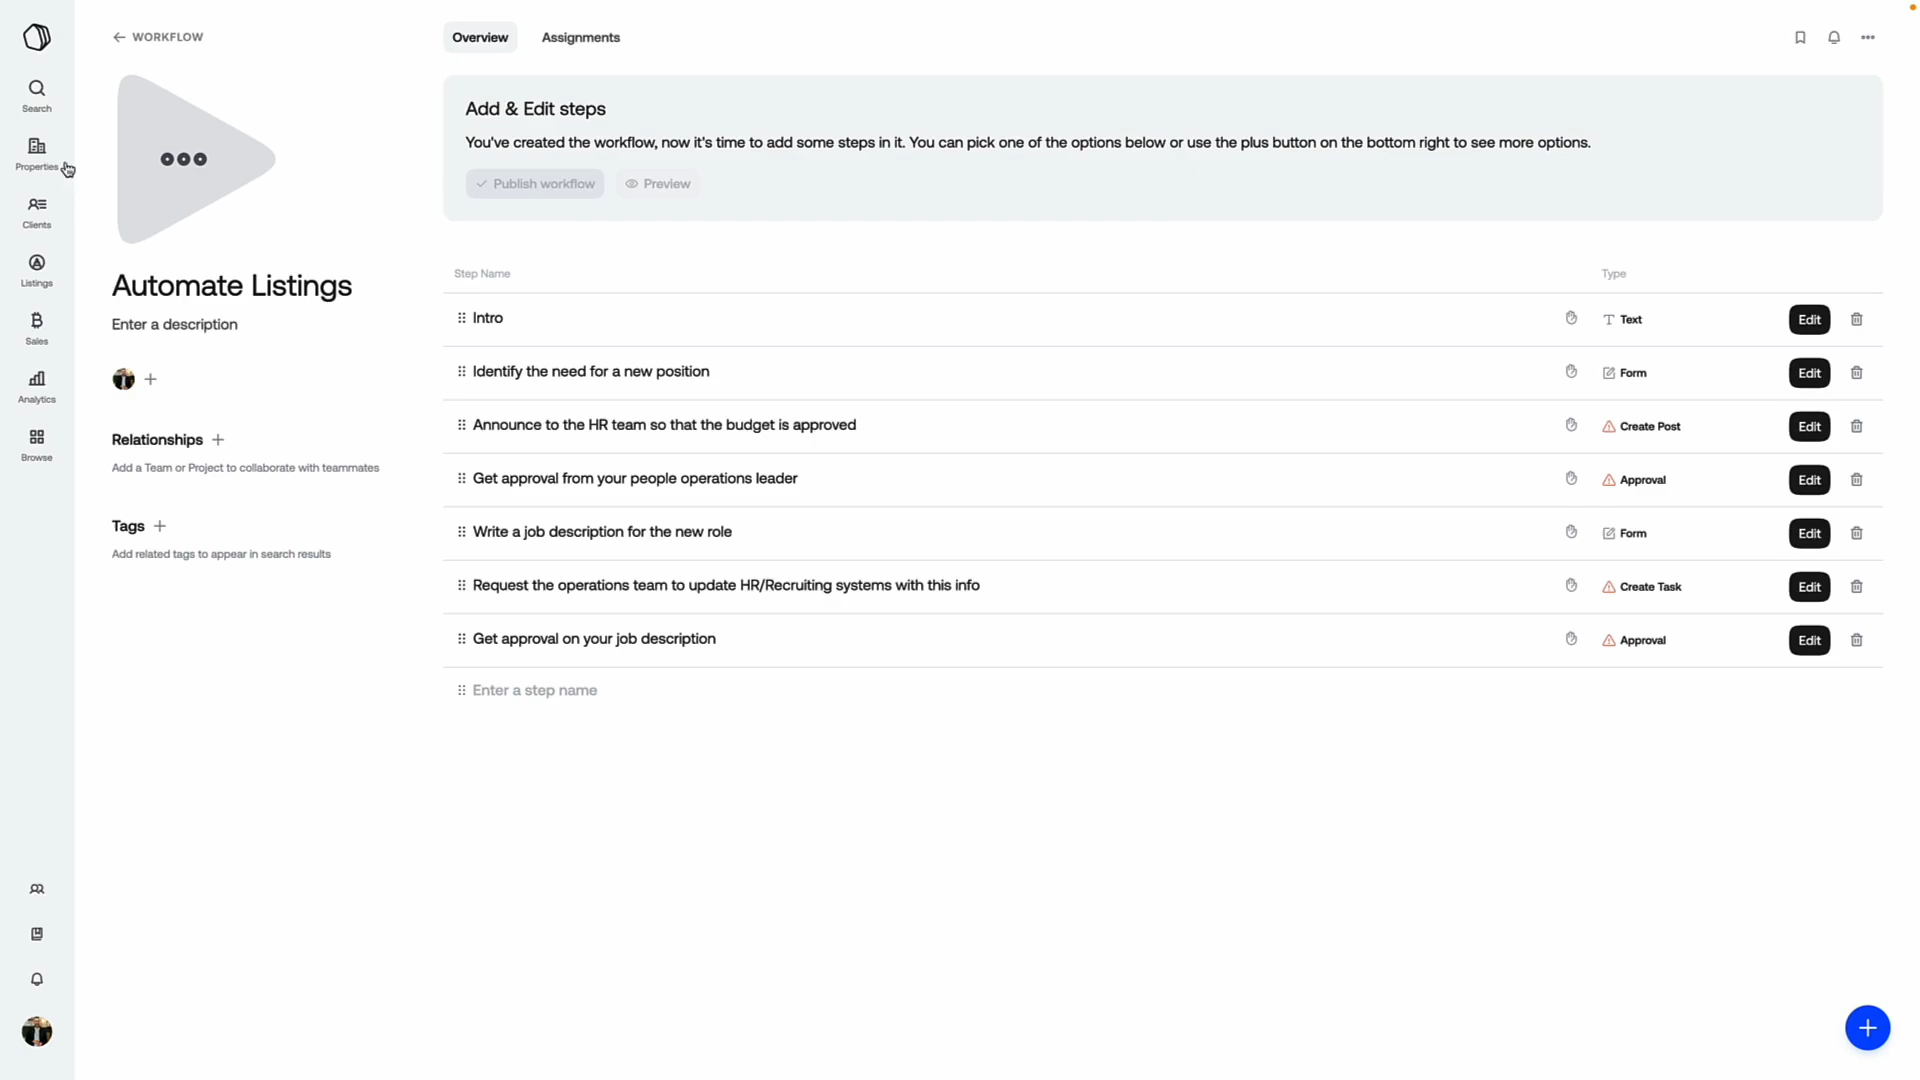 WORKFLOW
Overview
Assignments
Search
Properties
Clients
Listings
Sales
Analytics
Browse
Automate Listings
Enter a description
Relationships
Add a Team or Project to collaborate with teammates
Tags
Add related tags to appear in search results
Add & Edit steps
You've created the workflow, now it's time to add some steps in it. You can pick one of the options below or use the plus button on the bottom right to see more options.
Publish workflow
Preview
Step Name Type
Intro Text Edit
Identify the need for a new position Form Edit
Announce to the HR team so that the budget is approved Create Post Edit
Get approval from your people operations leader Approval Edit
Write a job description for the new role Form Edit
Request the operations team to update HR/Recruiting systems with this info Create Task Edit
Get approval on your job description Approval Edit
Enter a step name